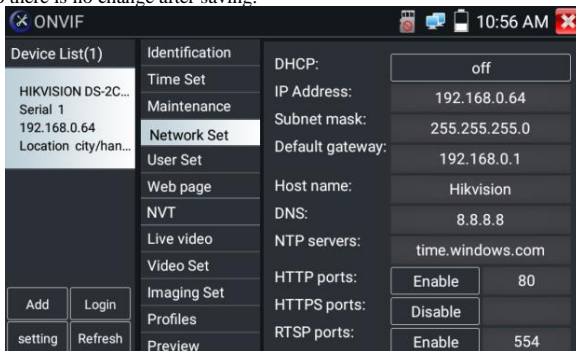 there is no change after saving.
ONVIF
10:56 AM
Device List(1)
HIKVISION DS-2C...
Serial 1
192.168.0.64
Location city/han...
Add
Login
setting
Refresh
Identification
Time Set
Maintenance
Network Set
User Set
Web page
NVT
Live video
Video Set
Imaging Set
Profiles
Preview
DHCP: off
IP Address: 192.168.0.64
Subnet mask: 255.255.255.0
Default gateway: 192.168.0.1
Host name: Hikvision
DNS: 8.8.8.8
NTP servers: time.windows.com
HTTP ports: Enable 80
HTTPS ports: Disable
RTSP ports: Enable 554